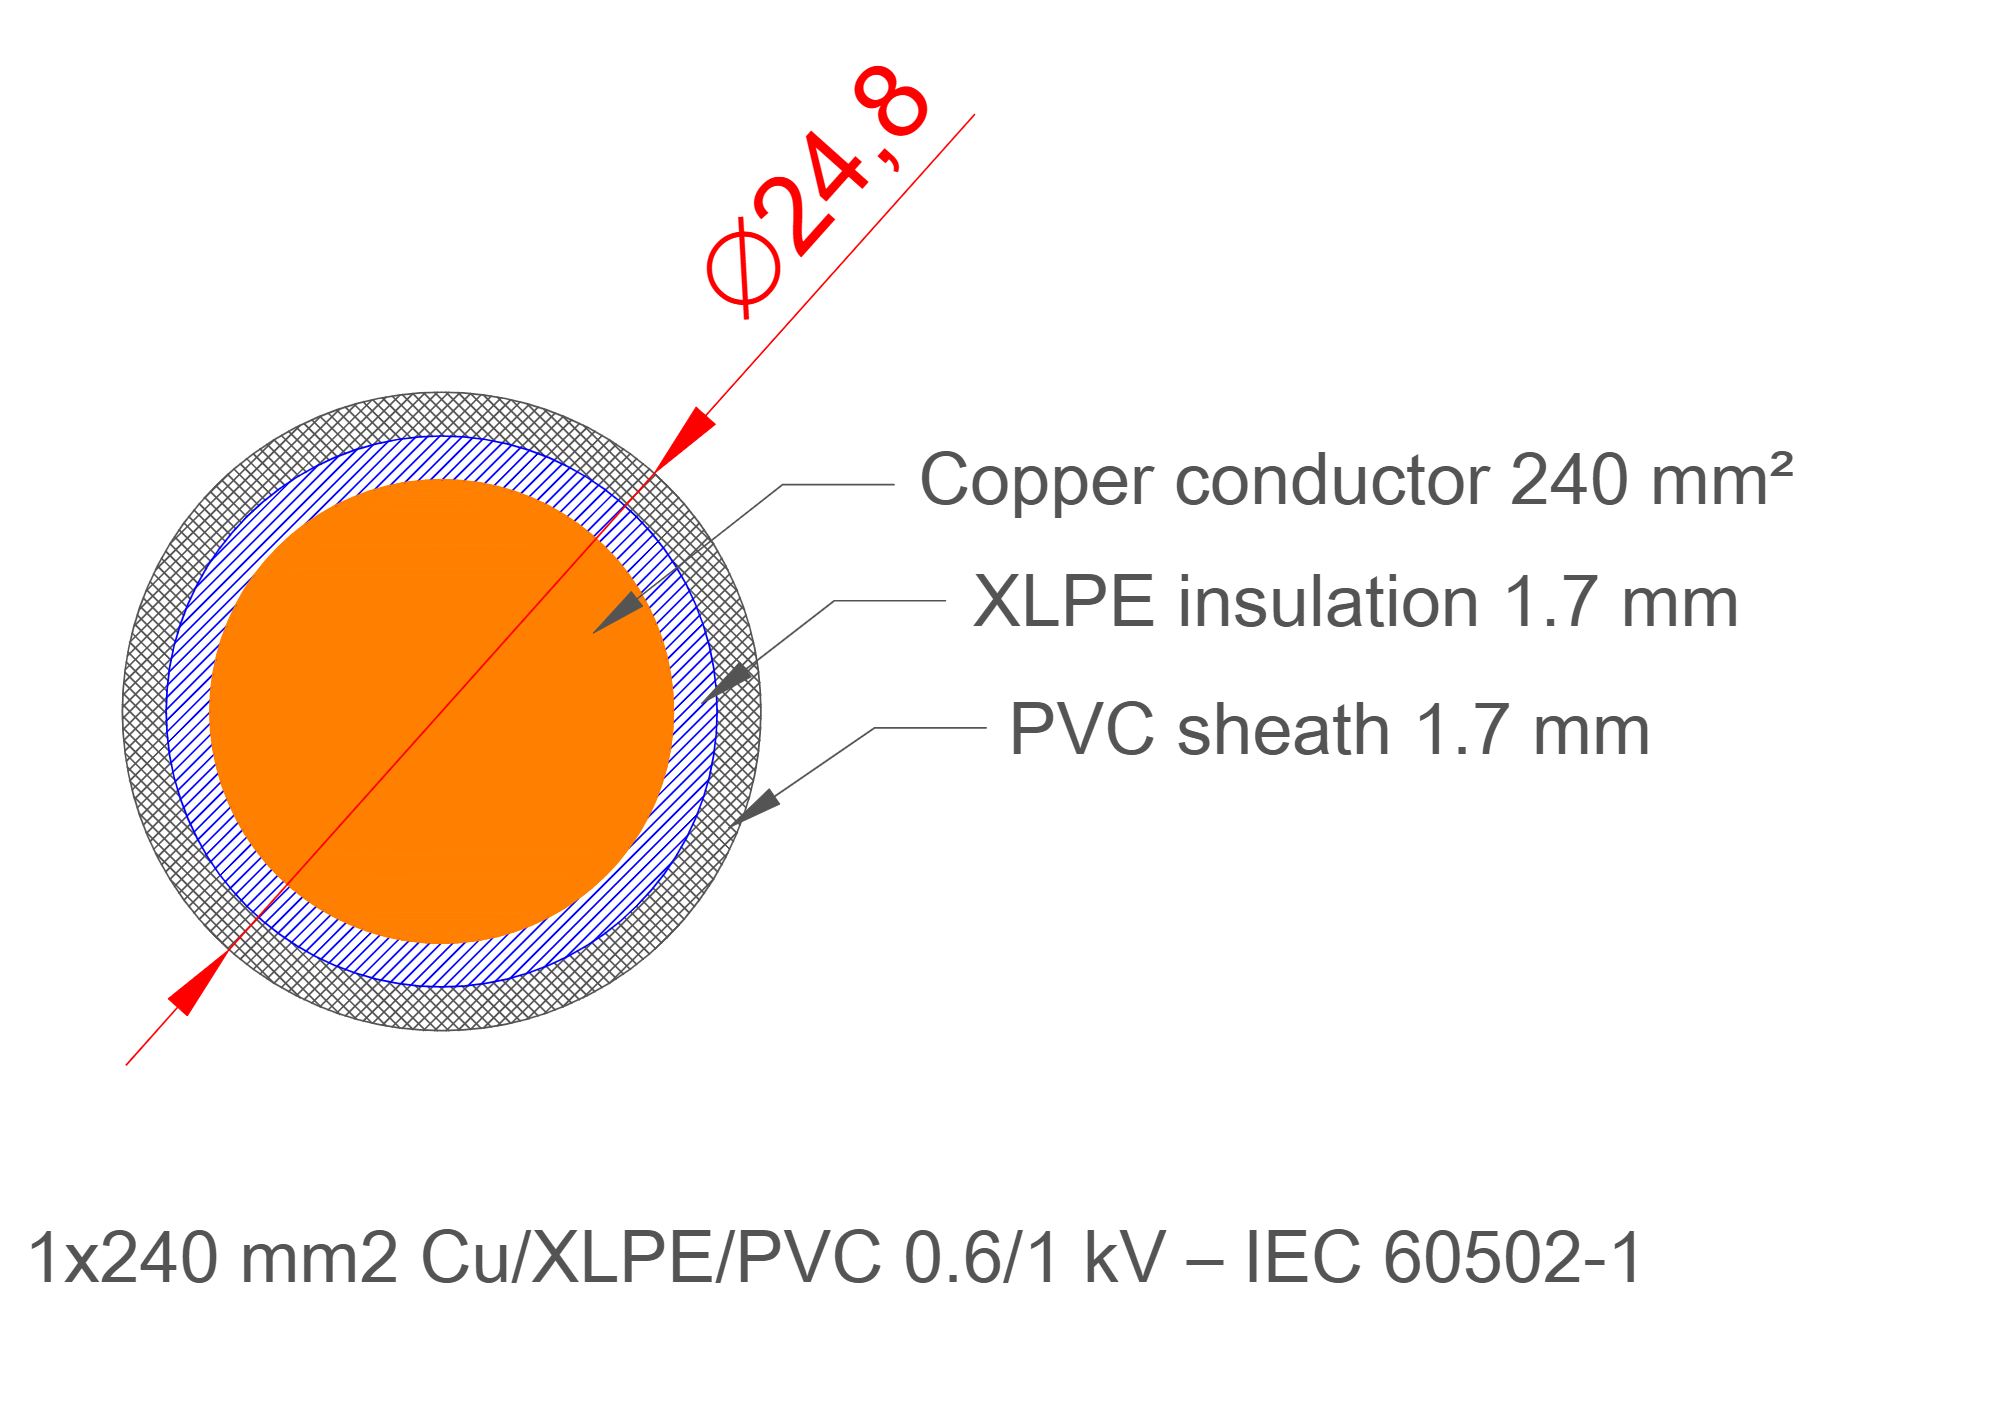 ⌀24,8
Copper conductor 240 mm²
XLPE insulation 1.7 mm
PVC sheath 1.7 mm
1x240 mm2 Cu/XLPE/PVC 0.6/1 kV – IEC 60502-1